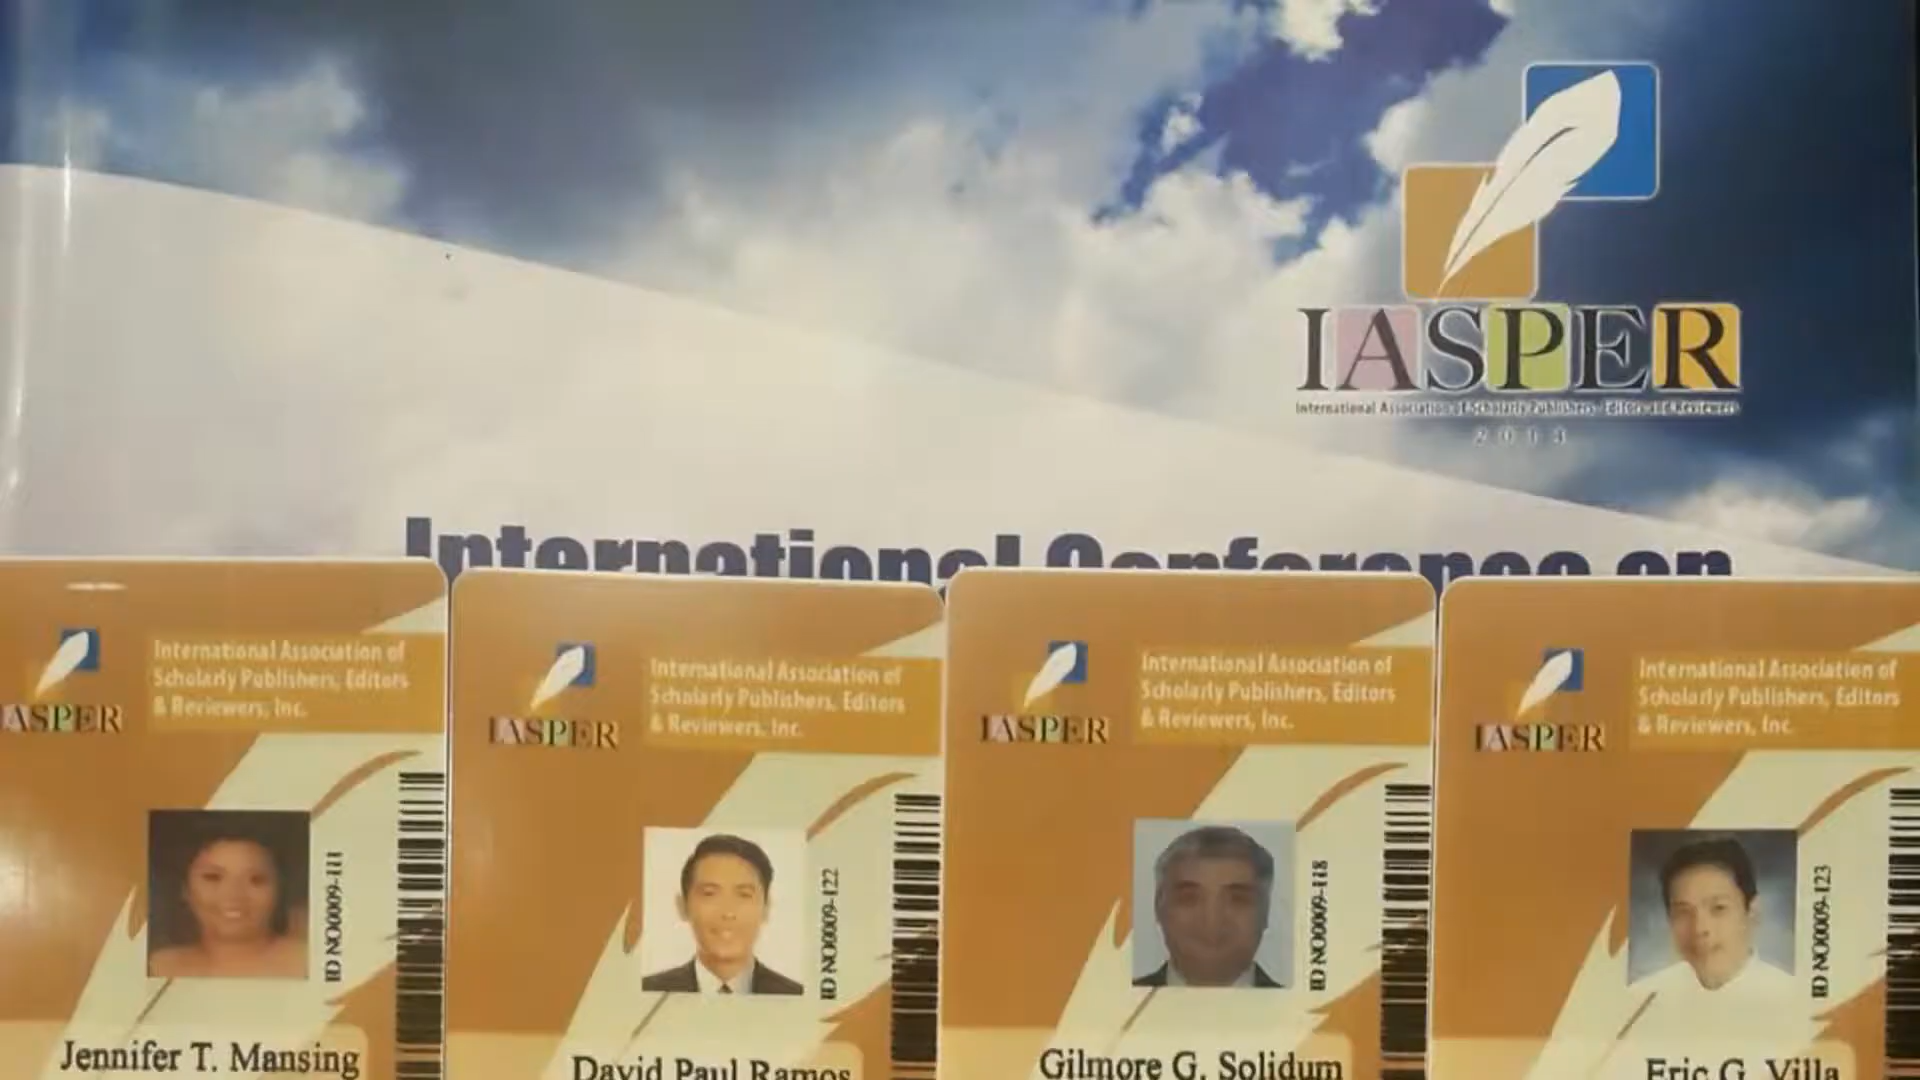 IASPER
International Association of Scholarly Publishers, Editors and Reviewers
2013
International Conference on
IASPER
International Association of
Scholarly Publishers, Editors
& Reviewers, Inc.
ID NO0009-111
Jennifer T. Mansing
IASPER
International Association of
Scholarly Publishers, Editors
& Reviewers, Inc.
ID NO0009-122
David Paul Ramos
IASPER
International Association of
Scholarly Publishers, Editors
& Reviewers, Inc.
ID NO0009-118
Gilmore G. Solidum
IASPER
International Association of
Scholarly Publishers, Editors
& Reviewers, Inc.
ID NO0009-123
Eric G. Villa